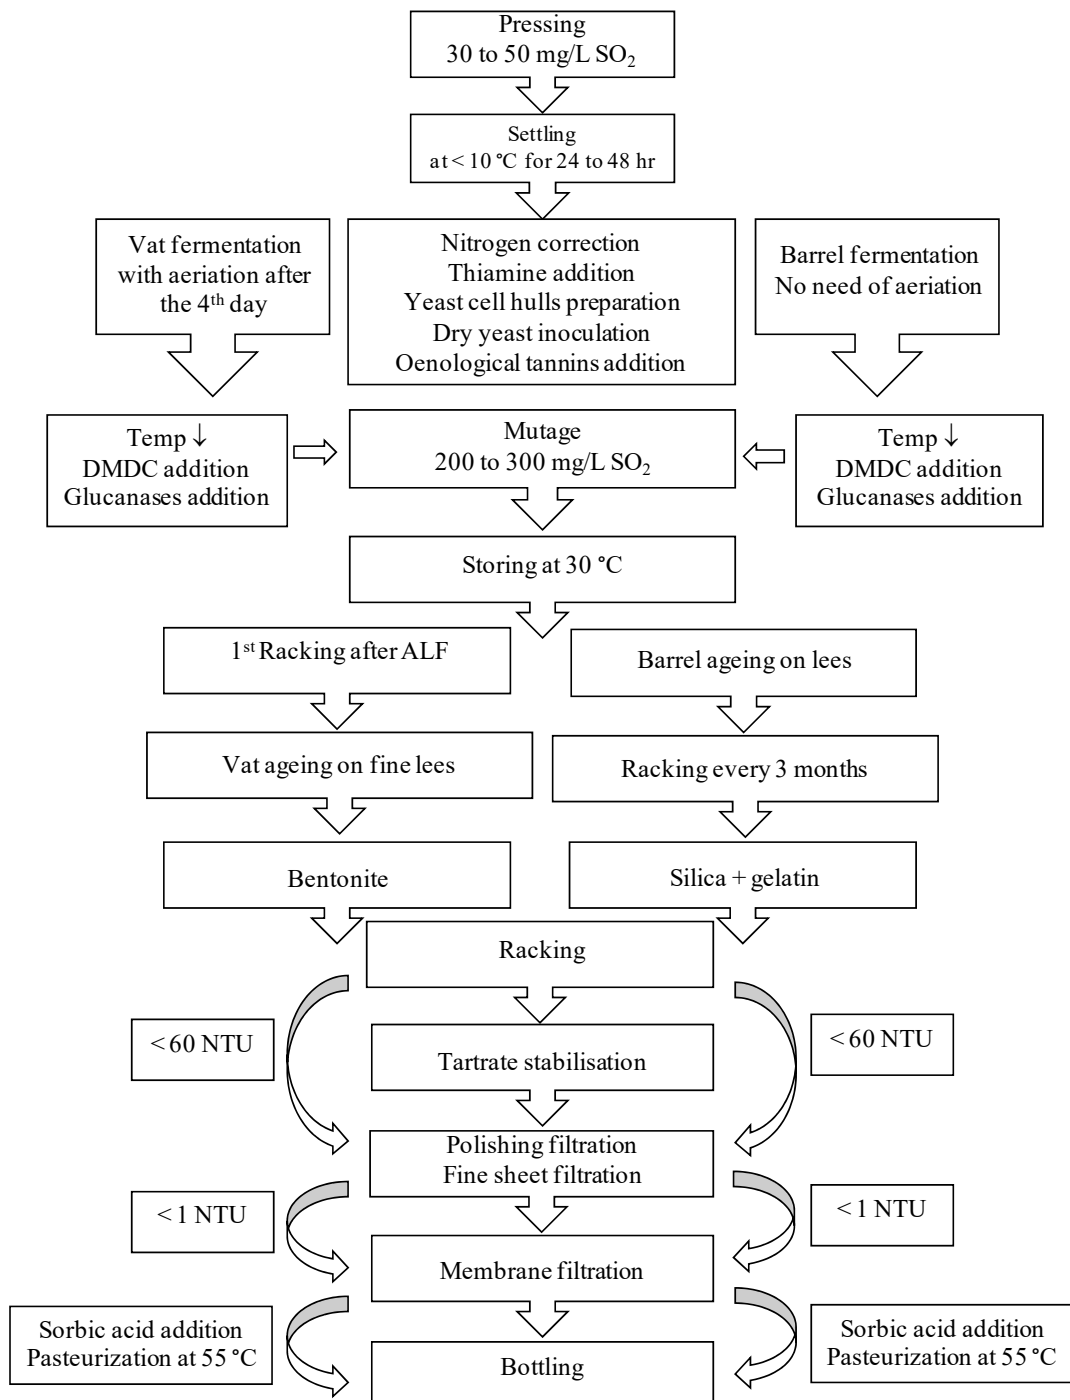 Pressing
30 to 50 mg/L SO₂
Settling
at < 10 °C for 24 to 48 hr
Vat fermentation
with aeriation after
the 4ᵗʰ day
Nitrogen correction
Thiamine addition
Yeast cell hulls preparation
Dry yeast inoculation
Oenological tannins addition
Barrel fermentation
No need of aeriation
Temp ↓
DMDC addition
Glucanases addition
Mutage
200 to 300 mg/L SO₂
Temp ↓
DMDC addition
Glucanases addition
Storing at 30 °C
1ˢᵗ Racking after ALF
Barrel ageing on lees
Vat ageing on fine lees
Racking every 3 months
Bentonite
Silica + gelatin
Racking
< 60 NTU
< 60 NTU
Tartrate stabilisation
Polishing filtration
Fine sheet filtration
< 1 NTU
< 1 NTU
Membrane filtration
Sorbic acid addition
Pasteurization at 55 °C
Sorbic acid addition
Pasteurization at 55 °C
Bottling